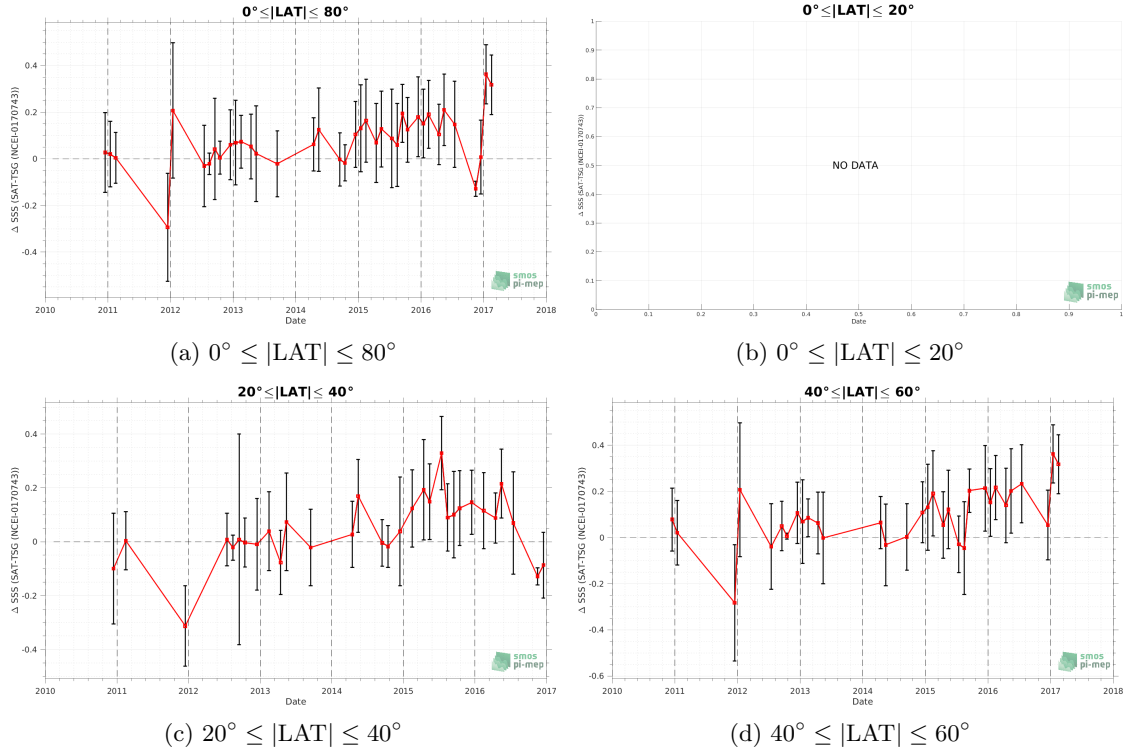 0°≤|LAT|≤ 80°
Δ SSS (SAT-TSG (NCEI-0170743))
0.4
0.2
0
-0.2
-0.4
2010 2011 2012 2013 2014 2015 2016 2017 2018
Date
smos
pi-mep
(a) 0° ≤ |LAT| ≤ 80°
0°≤|LAT|≤ 20°
Δ SSS (SAT-TSG (NCEI-0170743))
1
0.9
0.8
0.7
0.6
0.5
0.4
0.3
0.2
0.1
0
NO DATA
0 0.1 0.2 0.3 0.4 0.5 0.6 0.7 0.8 0.9 1
Date
smos
pi-mep
(b) 0° ≤ |LAT| ≤ 20°
20°≤|LAT|≤ 40°
Δ SSS (SAT-TSG (NCEI-0170743))
0.4
0.2
0
-0.2
-0.4
2010 2011 2012 2013 2014 2015 2016 2017
Date
smos
pi-mep
(c) 20° ≤ |LAT| ≤ 40°
40°≤|LAT|≤ 60°
Δ SSS (SAT-TSG (NCEI-0170743))
0.4
0.2
0
-0.2
-0.4
-0.6
2010 2011 2012 2013 2014 2015 2016 2017 2018
Date
smos
pi-mep
(d) 40° ≤ |LAT| ≤ 60°